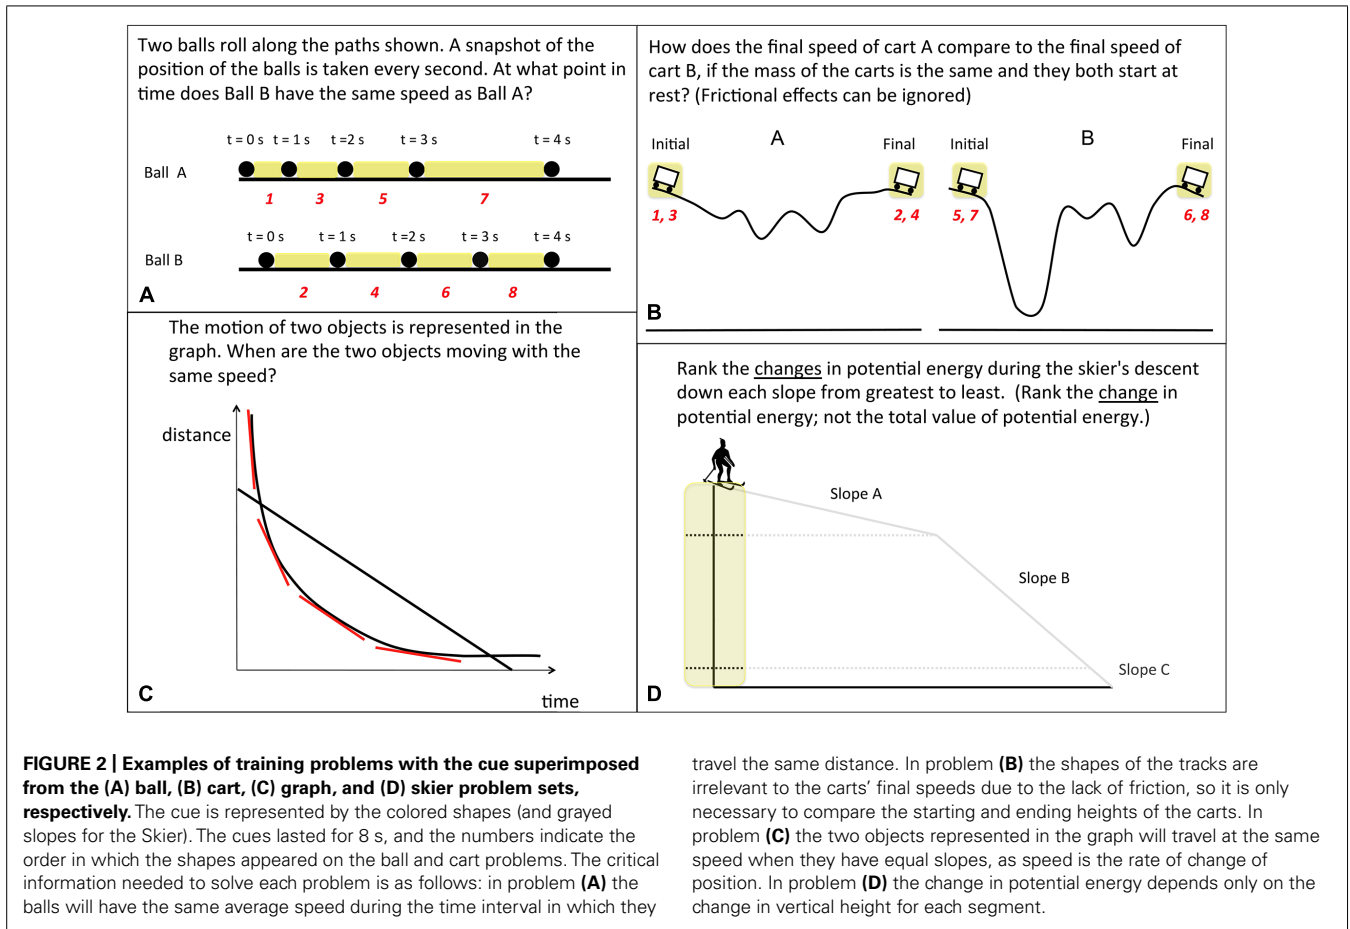 Two balls roll along the paths shown. A snapshot of the
position of the balls is taken every second. At what point in
time does Ball B have the same speed as Ball A?
t = 0 s t = 1 s t =2 s t = 3 s t = 4 s
Ball A
1 3 5 7
t = 0 s t = 1 s t =2 s t = 3 s t = 4 s
Ball B
2 4 6 8
A
How does the final speed of cart A compare to the final speed of
cart B, if the mass of the carts is the same and they both start at
rest? (Frictional effects can be ignored)
A B
Initial Final Initial Final
1, 3 2, 4 5, 7 6, 8
B
The motion of two objects is represented in the
graph. When are the two objects moving with the
same speed?
distance
time
C
Rank the changes in potential energy during the skier's descent
down each slope from greatest to least. (Rank the change in
potential energy; not the total value of potential energy.)
Slope A
Slope B
Slope C
D
FIGURE 2 | Examples of training problems with the cue superimposed
from the (A) ball, (B) cart, (C) graph, and (D) skier problem sets,
respectively. The cue is represented by the colored shapes (and grayed
slopes for the Skier). The cues lasted for 8 s, and the numbers indicate the
order in which the shapes appeared on the ball and cart problems. The critical
information needed to solve each problem is as follows: in problem (A) the
balls will have the same average speed during the time interval in which they
travel the same distance. In problem (B) the shapes of the tracks are
irrelevant to the carts' final speeds due to the lack of friction, so it is only
necessary to compare the starting and ending heights of the carts. In
problem (C) the two objects represented in the graph will travel at the same
speed when they have equal slopes, as speed is the rate of change of
position. In problem (D) the change in potential energy depends only on the
change in vertical height for each segment.